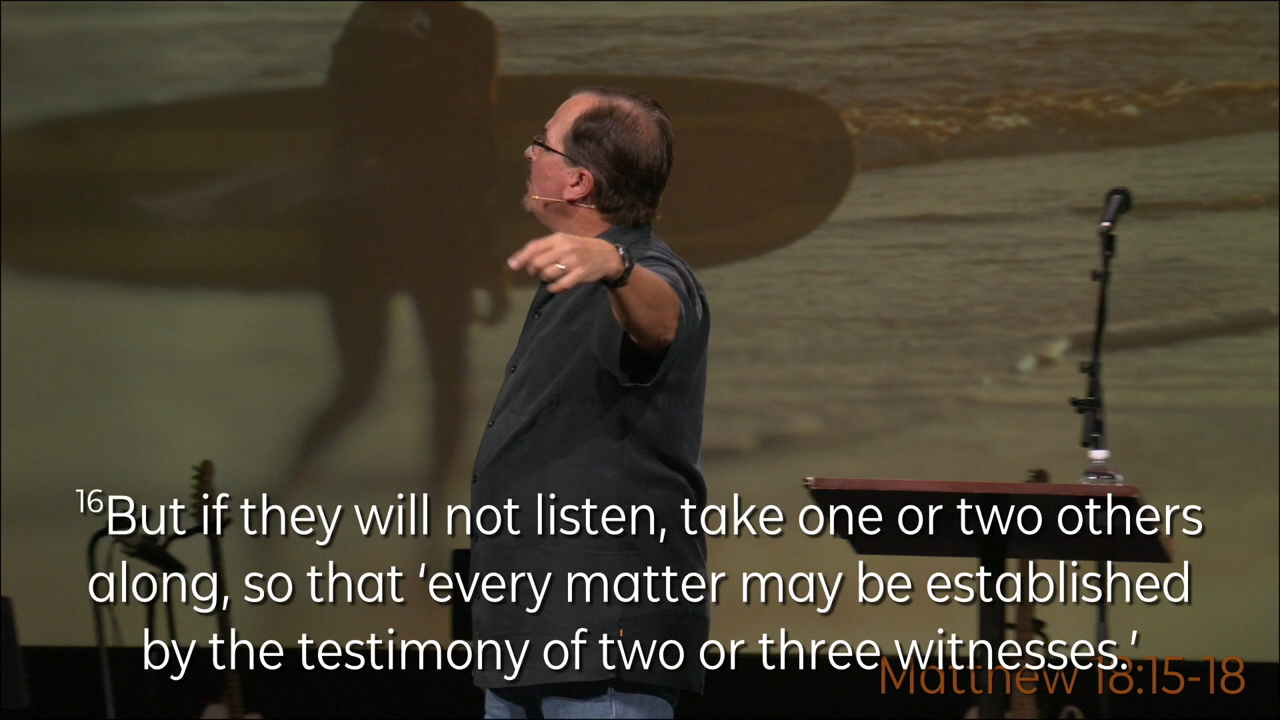 ¹⁶But if they will not listen, take one or two others
along, so that ‘every matter may be established
by the testimony of two or three witnesses.’
Matthew 18:15-18